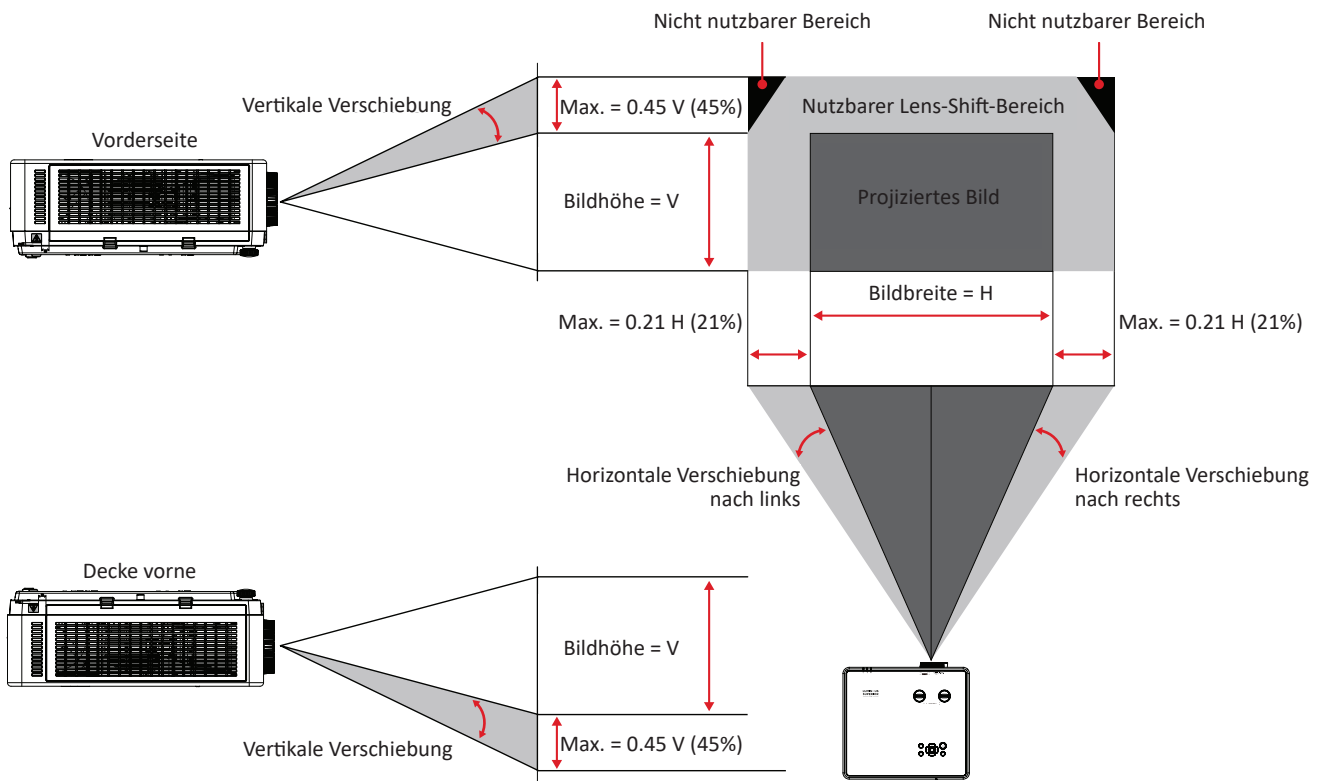 Nicht nutzbarer Bereich
Nicht nutzbarer Bereich
Vertikale Verschiebung
Max. = 0.45 V (45%)
Nutzbarer Lens-Shift-Bereich
Vorderseite
Bildhöhe = V
Projiziertes Bild
Bildbreite = H
Max. = 0.21 H (21%)
Max. = 0.21 H (21%)
Horizontale Verschiebung
nach links
Horizontale Verschiebung
nach rechts
Decke vorne
Bildhöhe = V
Vertikale Verschiebung
Max. = 0.45 V (45%)